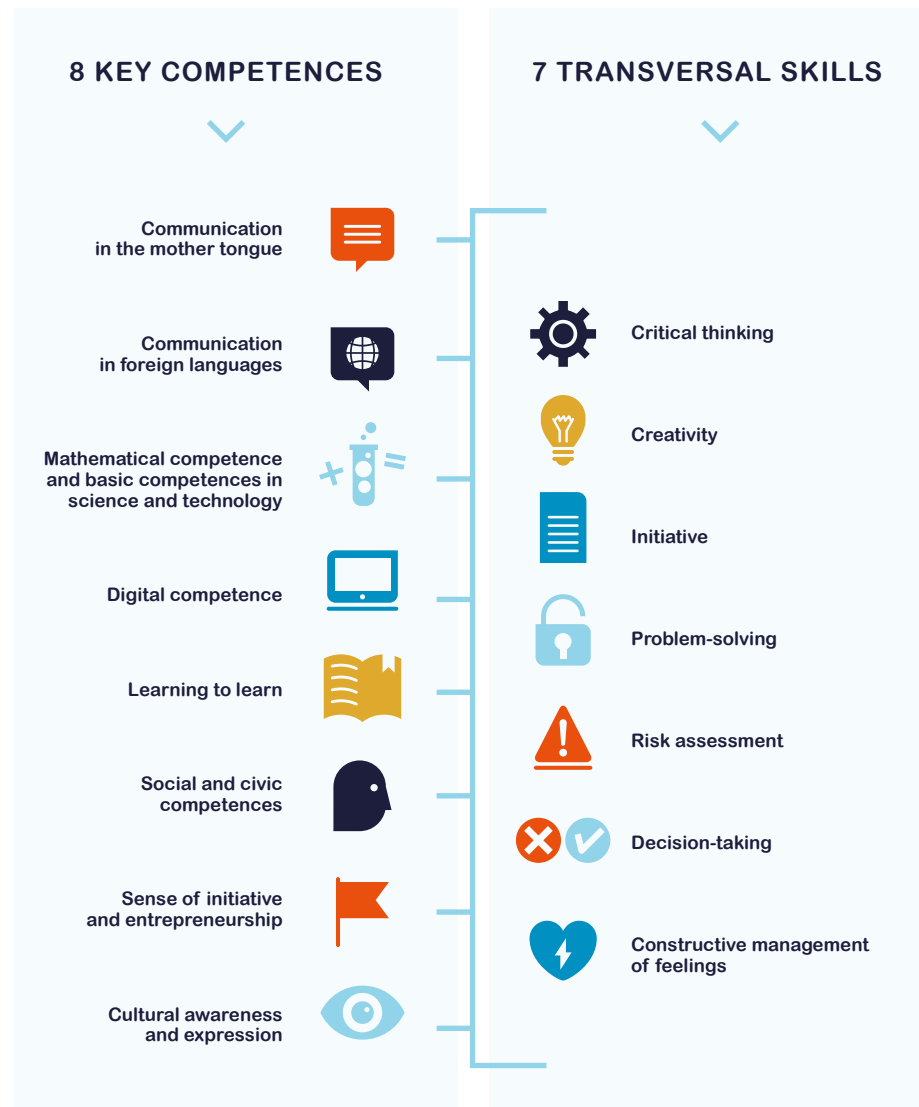 8 KEY COMPETENCES
Communication
in the mother tongue
Communication
in foreign languages
Mathematical competence
and basic competences in
science and technology
Digital competence
Learning to learn
Social and civic
competences
Sense of initiative
and entrepreneurship
Cultural awareness
and expression
7 TRANSVERSAL SKILLS
Critical thinking
Creativity
Initiative
Problem-solving
Risk assessment
Decision-taking
Constructive management
of feelings